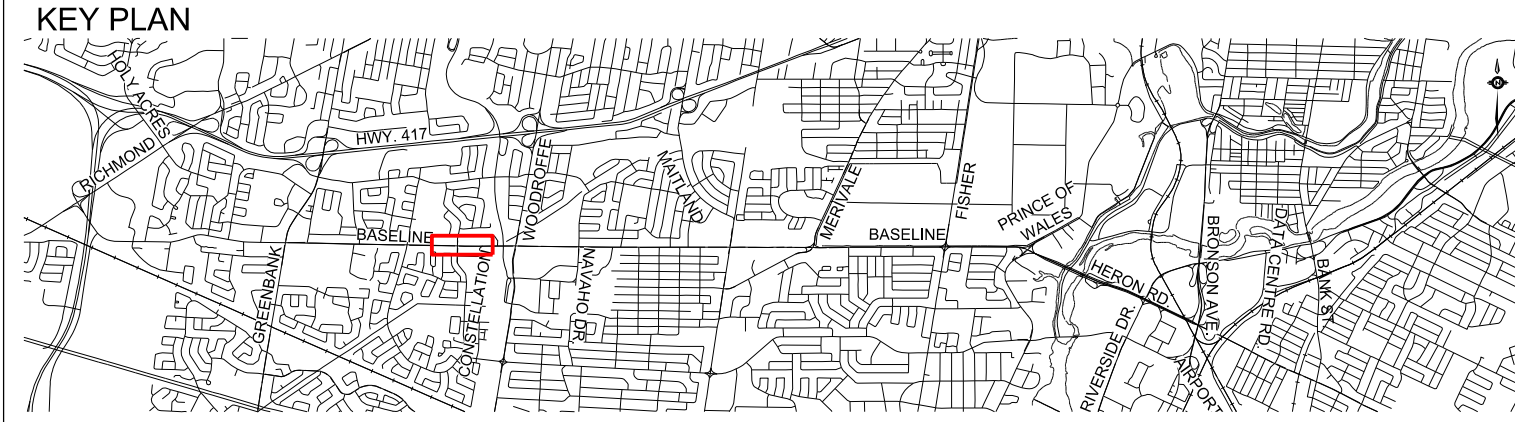 KEY PLAN
HOLY ACRES
RICHMOND
HWY. 417
WOODROFFE
MAITLAND
MERIVALE
FISHER
PRINCE OF
WALES
BASELINE
BASELINE
GREENBANK
CONSTELLATION
NAVAHO DR.
HERON RD.
RIVERSIDE DR.
AIRPORT
BRONSON AVE.
DATA CENTRE RD.
BANK ST.
N